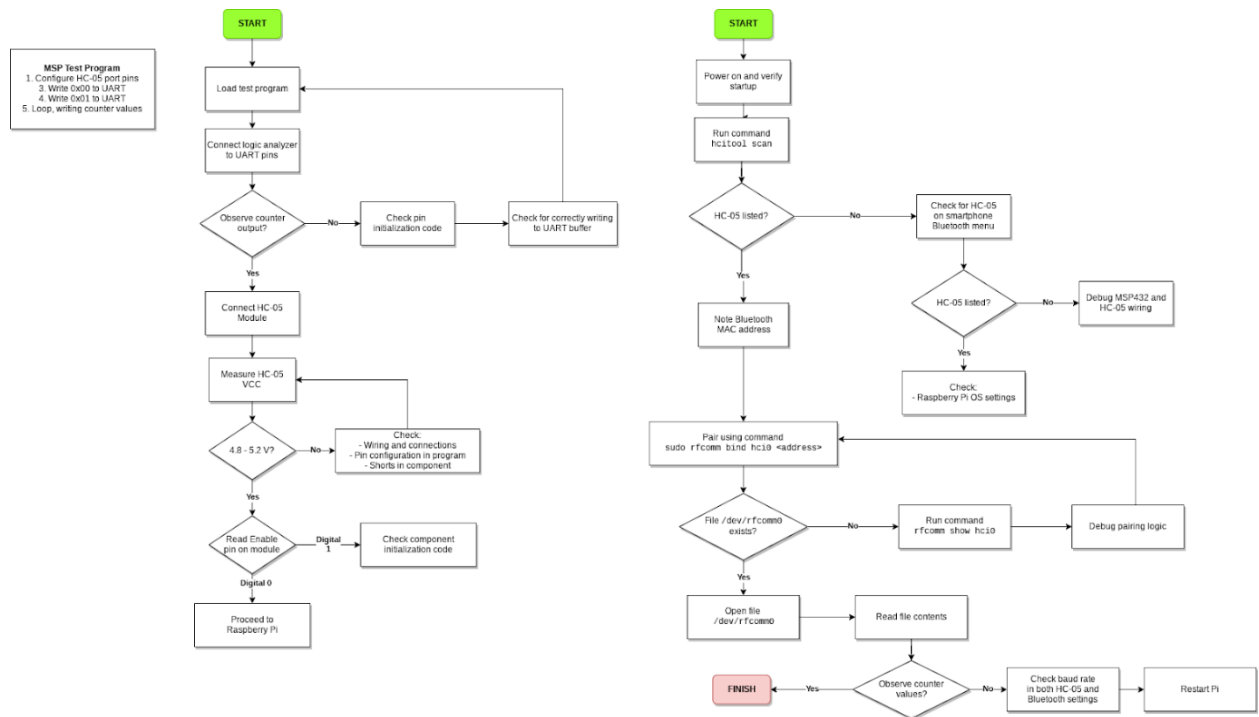 MSP Test Program
1. Configure HC-05 port pins
3. Write 0x00 to UART
4. Write 0x01 to UART
5. Loop, writing counter values
START
Load test program
Connect logic analyzer
to UART pins
Observe counter
output?
No
Check pin
initialization code
Check for correctly writing
to UART buffer
Yes
Connect HC-05
Module
Measure HC-05
VCC
4.8 - 5.2 V?
No
Check:
- Wiring and connections
- Pin configuration in program
- Shorts in component
Yes
Read Enable
pin on module
Digital
1
Check component
initialization code
Digital 0
Proceed to
Raspberry Pi
START
Power on and verify
startup
Run command
hcitool scan
HC-05 listed?
No
Check for HC-05
on smartphone
Bluetooth menu
HC-05 listed?
No
Debug MSP432 and
HC-05 wiring
Yes
Check:
- Raspberry Pi OS settings
Yes
Note Bluetooth
MAC address
Pair using command
sudo rfcomm bind hci0 <address>
File /dev/rfcomm0
exists?
No
Run command
rfcomm show hci0
Debug pairing logic
Yes
Open file
/dev/rfcomm0
Read file contents
Observe counter
values?
Yes
FINISH
No
Check baud rate
in both HC-05 and
Bluetooth settings
Restart Pi